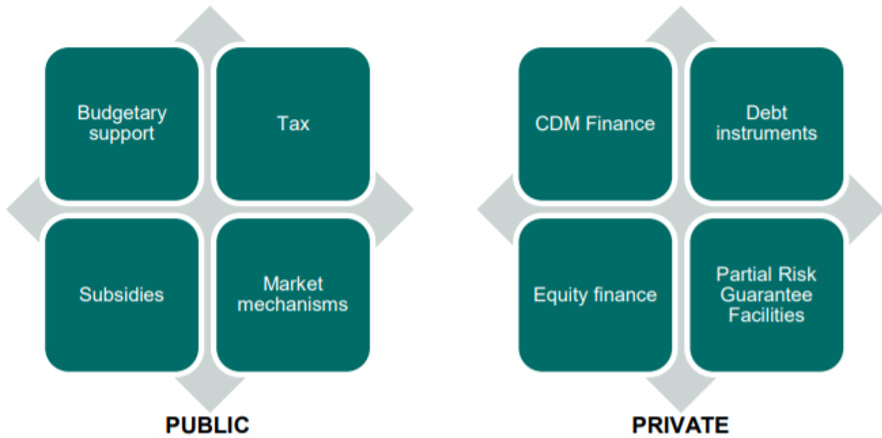 Budgetary
support
Tax
Subsidies
Market
mechanisms
PUBLIC
CDM Finance
Debt
instruments
Equity finance
Partial Risk
Guarantee
Facilities
PRIVATE